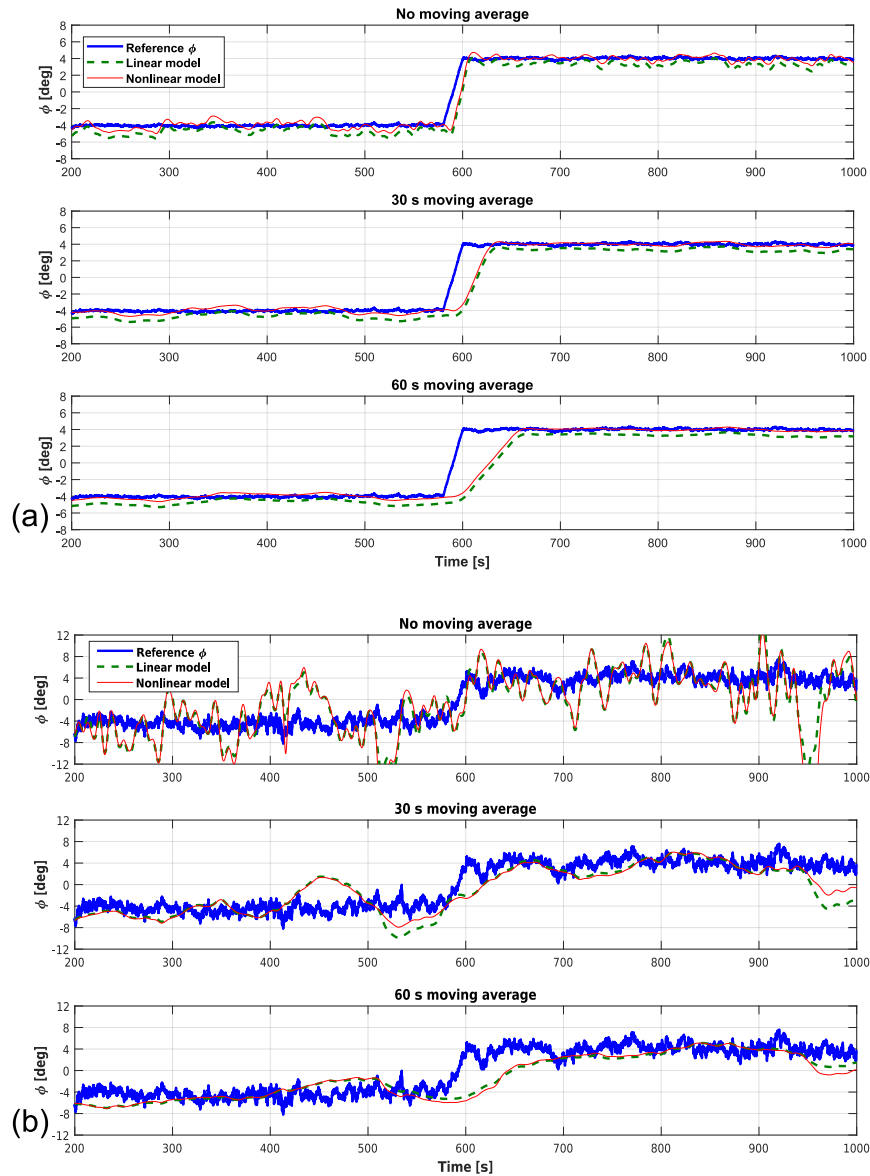 No moving average
8
6
4
2
0
-2
-4
-6
-8
ϕ [deg]
Reference ϕ
Linear model
Nonlinear model
200 300 400 500 600 700 800 900 1000
30 s moving average
8
6
4
2
0
-2
-4
-6
-8
ϕ [deg]
200 300 400 500 600 700 800 900 1000
60 s moving average
8
6
4
2
0
-2
-4
-6
-8
ϕ [deg]
(a)
200 300 400 500 600 700 800 900 1000
Time [s]
No moving average
12
8
4
0
-4
-8
-12
ϕ [deg]
Reference ϕ
Linear model
Nonlinear model
200 300 400 500 600 700 800 900 1000
30 s moving average
12
8
4
0
-4
-8
-12
ϕ [deg]
200 300 400 500 600 700 800 900 1000
60 s moving average
12
8
4
0
-4
-8
-12
ϕ [deg]
(b)
200 300 400 500 600 700 800 900 1000
Time [s]